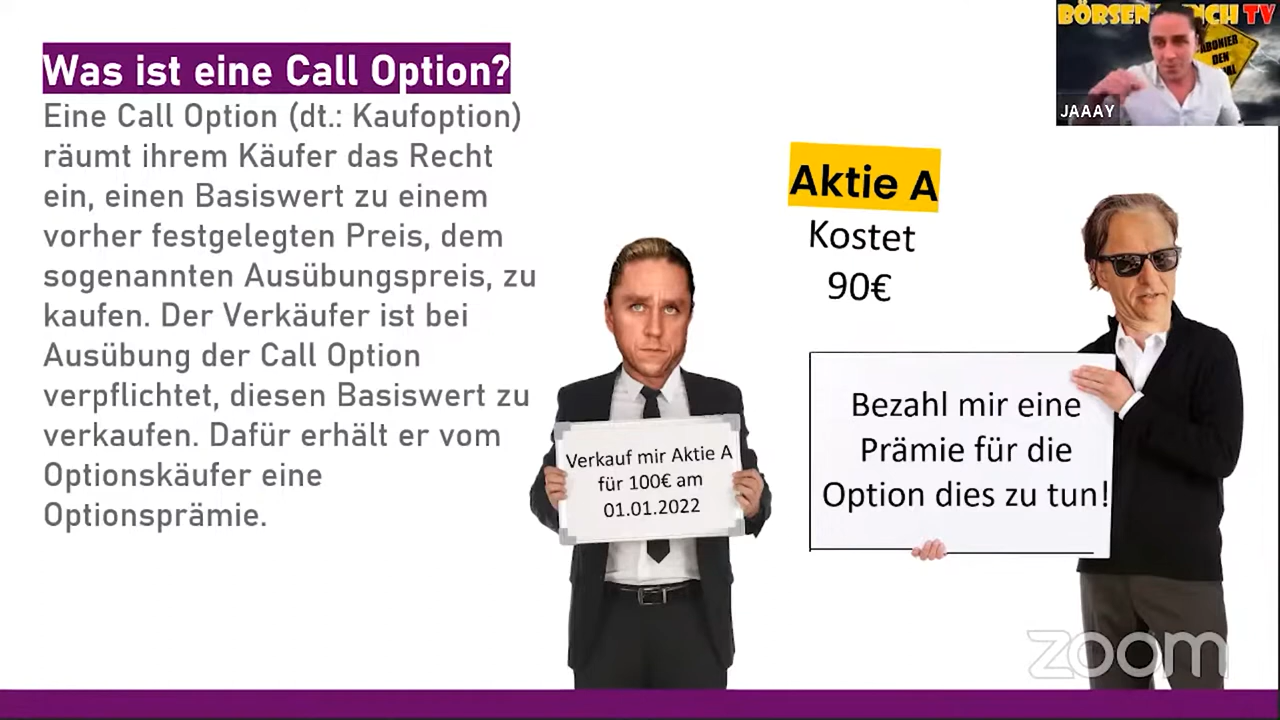 Was ist eine Call Option?
Eine Call Option (dt.: Kaufoption)
räumt ihrem Käufer das Recht
ein, einen Basiswert zu einem
vorher festgelegten Preis, dem
sogenannten Ausübungspreis, zu
kaufen. Der Verkäufer ist bei
Ausübung der Call Option
verpflichtet, diesen Basiswert zu
verkaufen. Dafür erhält er vom
Optionskäufer eine
Optionsprämie.
Verkauf mir Aktie A
für 100€ am
01.01.2022
Aktie A
Kostet
90€
Bezahl mir eine
Prämie für die
Option dies zu tun!
TV
DEN
JAAAY
zoom